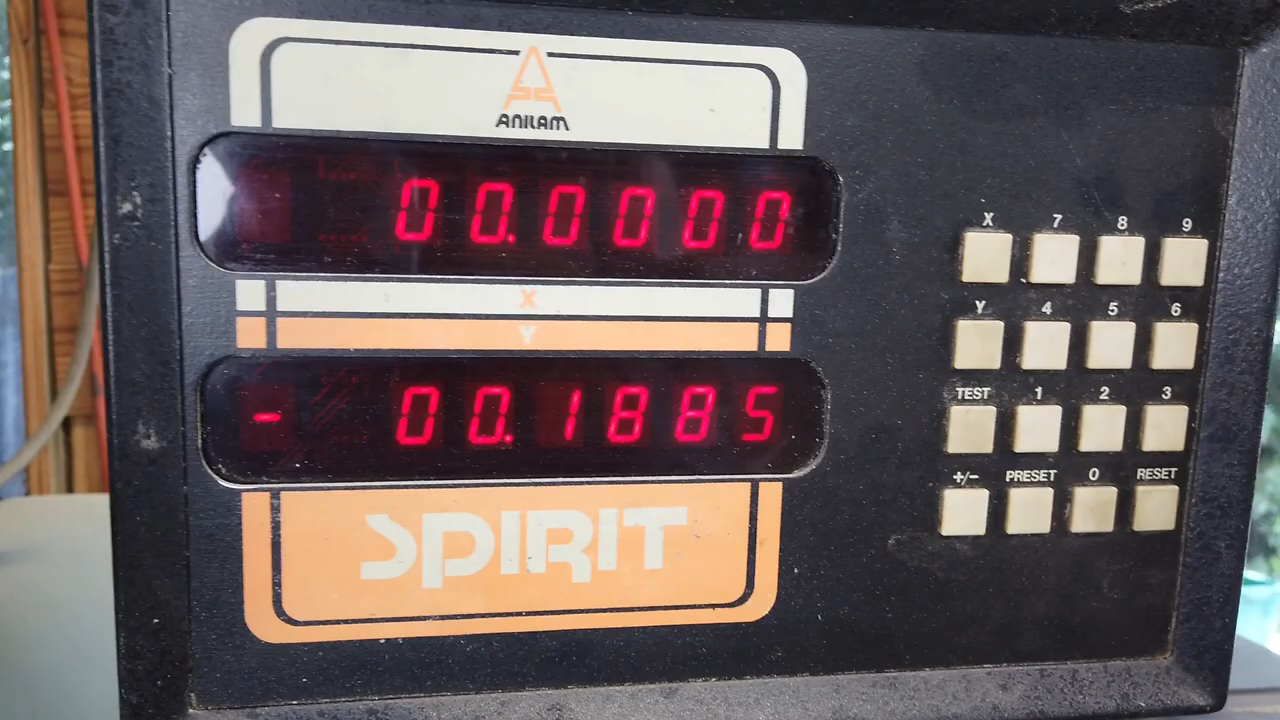 ANILAM
00.0000
X
Y
- 00.1885
SPIRIT
X 7 8 9
Y 4 5 6
TEST 1 2 3
+/- PRESET 0 RESET